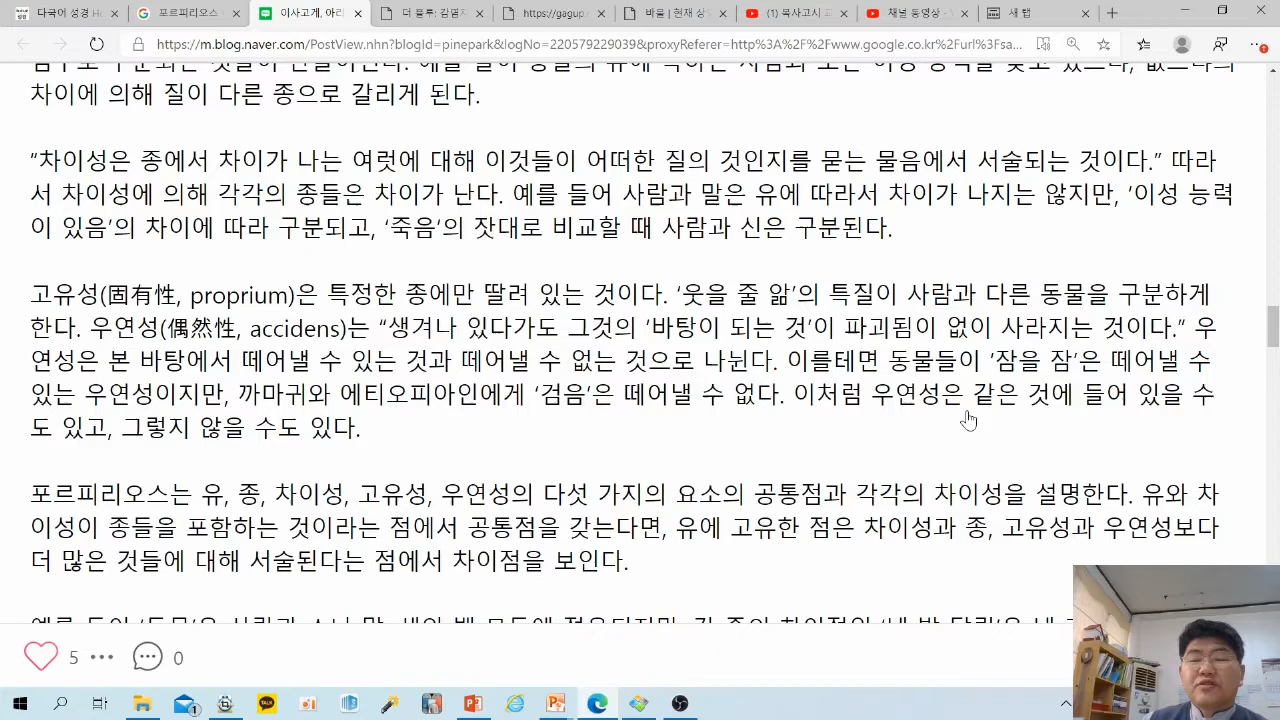 다국어 성경 Ho
포르피리오스
이사고게, 아리
더 블루: 김
https://gagup.
바울 | 현재
(1) 목사고시
채널 동영상 -
새 탭
https://m.blog.naver.com/PostView.nhn?blogId=pinepark&logNo=220579229039&proxyReferer=http%3A%2F%2Fwww.google.co.kr%2Furl%3Fsa...
차이에 의해 질이 다른 종으로 갈리게 된다.
”차이성은 종에서 차이가 나는 여럿에 대해 이것들이 어떠한 질의 것인지를 묻는 물음에서 서술되는 것이다.” 따라
서 차이성에 의해 각각의 종들은 차이가 난다. 예를 들어 사람과 말은 유에 따라서 차이가 나지는 않지만, ’이성 능력
이 있음’의 차이에 따라 구분되고, ‘죽음‘의 잣대로 비교할 때 사람과 신은 구분된다.
고유성(固有性, proprium)은 특정한 종에만 딸려 있는 것이다. ‘웃을 줄 앎’의 특질이 사람과 다른 동물을 구분하게
한다. 우연성(偶然性, accidens)는 “생겨나 있다가도 그것의 ‘바탕이 되는 것’이 파괴됨이 없이 사라지는 것이다.” 우
연성은 본 바탕에서 떼어낼 수 있는 것과 떼어낼 수 없는 것으로 나뉜다. 이를테면 동물들이 ‘잠을 잠’은 떼어낼 수
있는 우연성이지만, 까마귀와 에티오피아인에게 ‘검음’은 떼어낼 수 없다. 이처럼 우연성은 같은 것에 들어 있을 수
도 있고, 그렇지 않을 수도 있다.
포르피리오스는 유, 종, 차이성, 고유성, 우연성의 다섯 가지의 요소의 공통점과 각각의 차이성을 설명한다. 유와 차
이성이 종들을 포함하는 것이라는 점에서 공통점을 갖는다면, 유에 고유한 점은 차이성과 종, 고유성과 우연성보다
더 많은 것들에 대해 서술된다는 점에서 차이점을 보인다.
5
0